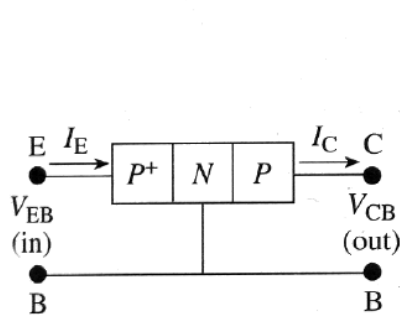 E I_E P+ N P I_C C
V_EB V_CB
(in) (out)
B B